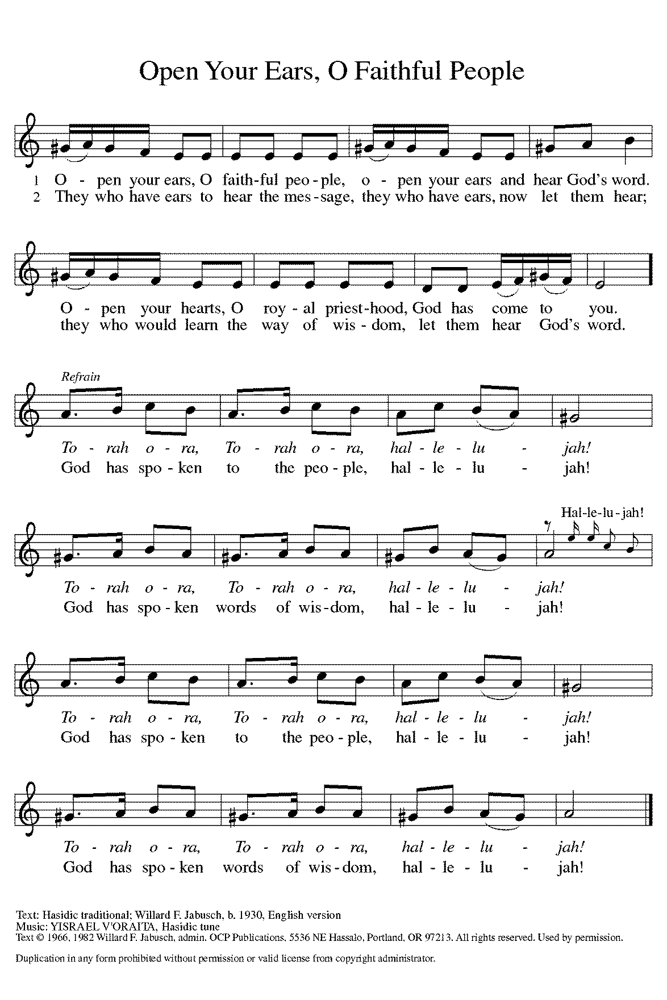 Open Your Ears, O Faithful People
1 O - pen your ears, O faith-ful peo-ple, o - pen your ears and hear God's word.
2 They who have ears to hear the mes-sage, they who have ears, now let them hear;
O - pen your hearts, O roy - al priest-hood, God has come to you.
they who would learn the way of wis - dom, let them hear God's word.
Refrain
To - rah o - ra, To - rah o - ra, hal - le - lu - jah!
God has spo - ken to the peo - ple, hal - le - lu - jah!
Hal-le-lu-jah!
To - rah o - ra, To - rah o - ra, hal - le - lu - jah!
God has spo - ken words of wis-dom, hal - le - lu - jah!
To - rah o - ra, To - rah o - ra, hal - le - lu - jah!
God has spo - ken to the peo - ple, hal - le - lu - jah!
To - rah o - ra, To - rah o - ra, hal - le - lu - jah!
God has spo - ken words of wis-dom, hal - le - lu - jah!
Text: Hasidic traditional; Willard F. Jabusch, b. 1930, English version
Music: YISRAEL V'ORAITA, Hasidic tune
Text © 1966, 1982 Willard F. Jabusch, admin. OCP Publications, 5536 NE Hassalo, Portland, OR 97213. All rights reserved. Used by permission.
Duplication in any form prohibited without permission or valid license from copyright administrator.